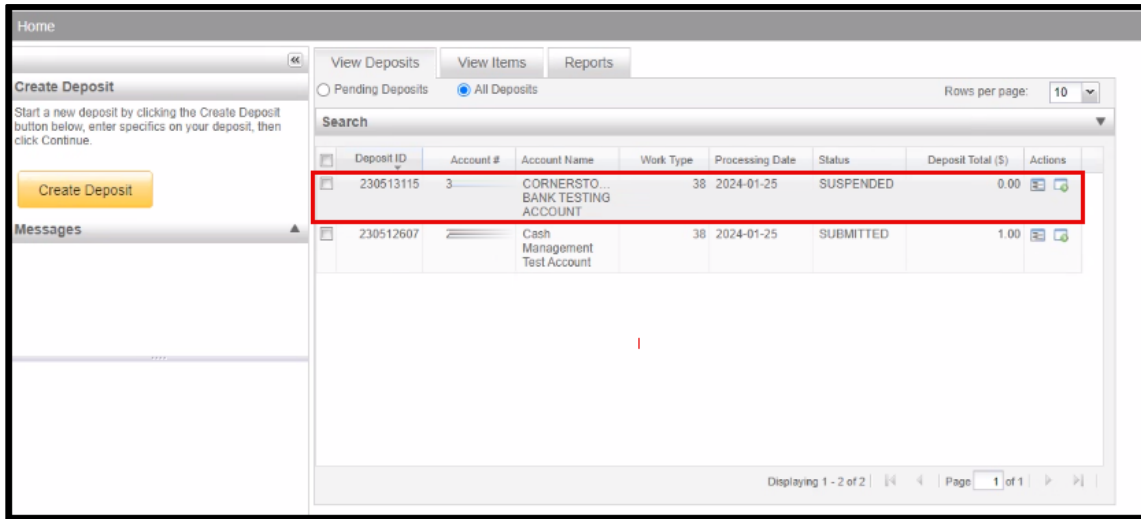 Home
View Deposits View Items Reports
Create Deposit
Pending Deposits All Deposits Rows per page: 10
Start a new deposit by clicking the Create Deposit
button below, enter specifics on your deposit, then
click Continue.
Search
Deposit ID Account # Account Name Work Type Processing Date Status Deposit Total ($) Actions
230513115 3 CORNERSTO... 38 2024-01-25 SUSPENDED 0.00
BANK TESTING
ACCOUNT
Create Deposit
Messages
230512607 2 Cash 38 2024-01-25 SUBMITTED 1.00
Management
Test Account
Displaying 1 - 2 of 2 Page 1 of 1